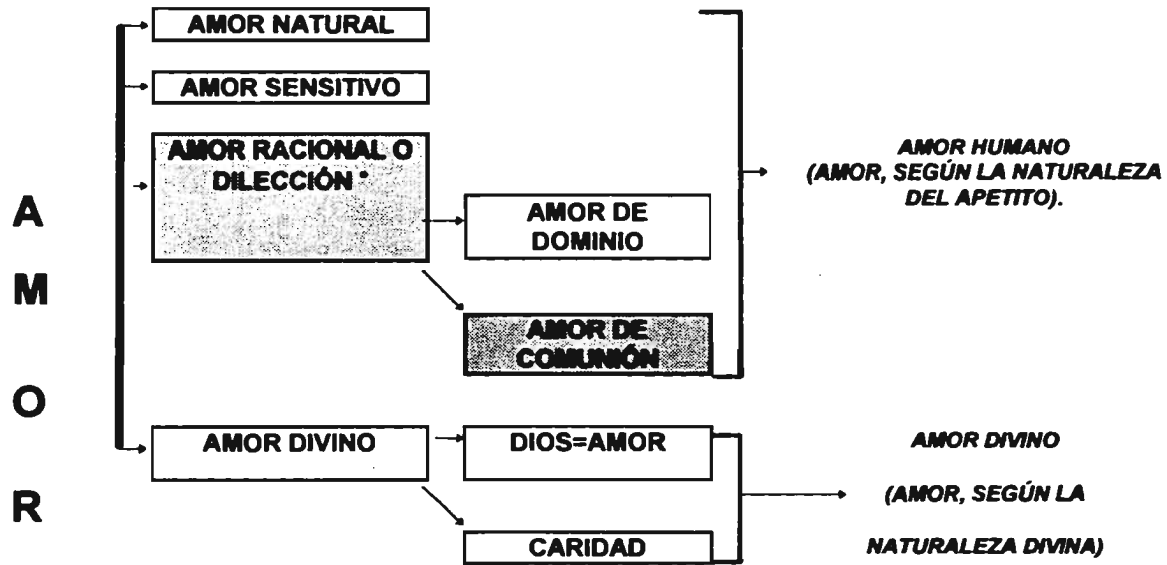 A
M
O
R
AMOR NATURAL
AMOR SENSITIVO
AMOR RACIONAL O
DILECCIÓN *
AMOR DE
DOMINIO
AMOR DE
COMUNIÓN
AMOR HUMANO
(AMOR, SEGÚN LA NATURALEZA
DEL APETITO).
AMOR DIVINO
DIOS=AMOR
CARIDAD
AMOR DIVINO
(AMOR, SEGÚN LA
NATURALEZA DIVINA)